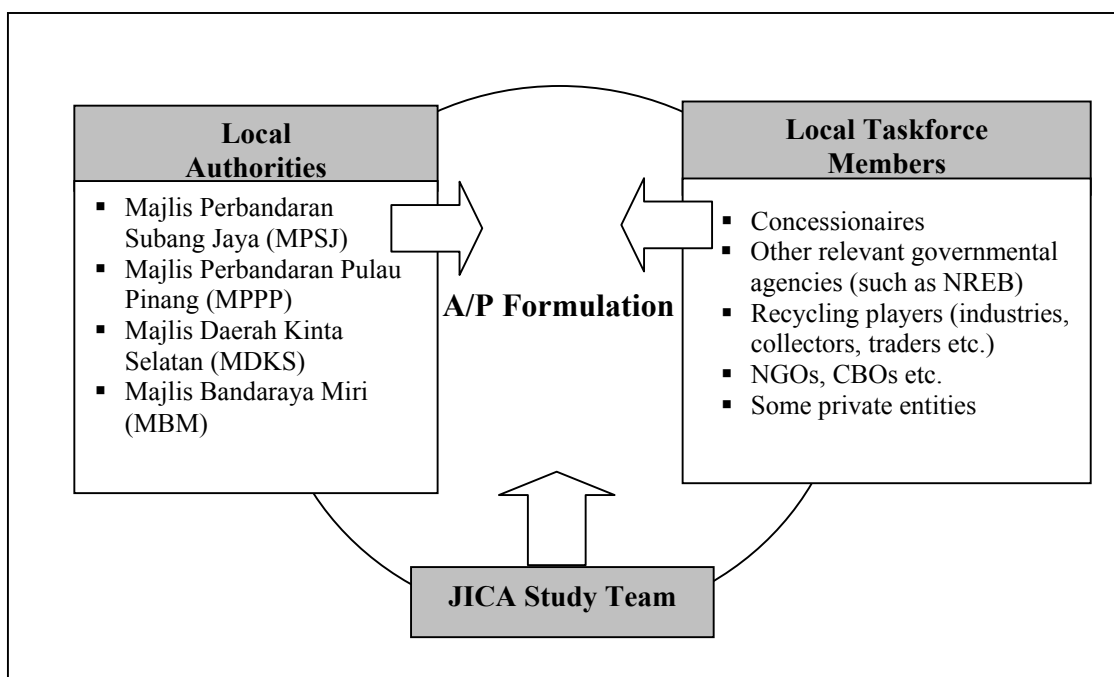 Local
Authorities
▪ Majlis Perbandaran
Subang Jaya (MPSJ)
▪ Majlis Perbandaran Pulau
Pinang (MPPP)
▪ Majlis Daerah Kinta
Selatan (MDKS)
▪ Majlis Bandaraya Miri
(MBM)
A/P Formulation
Local Taskforce
Members
▪ Concessionaires
▪ Other relevant governmental
agencies (such as NREB)
▪ Recycling players (industries,
collectors, traders etc.)
▪ NGOs, CBOs etc.
▪ Some private entities
JICA Study Team